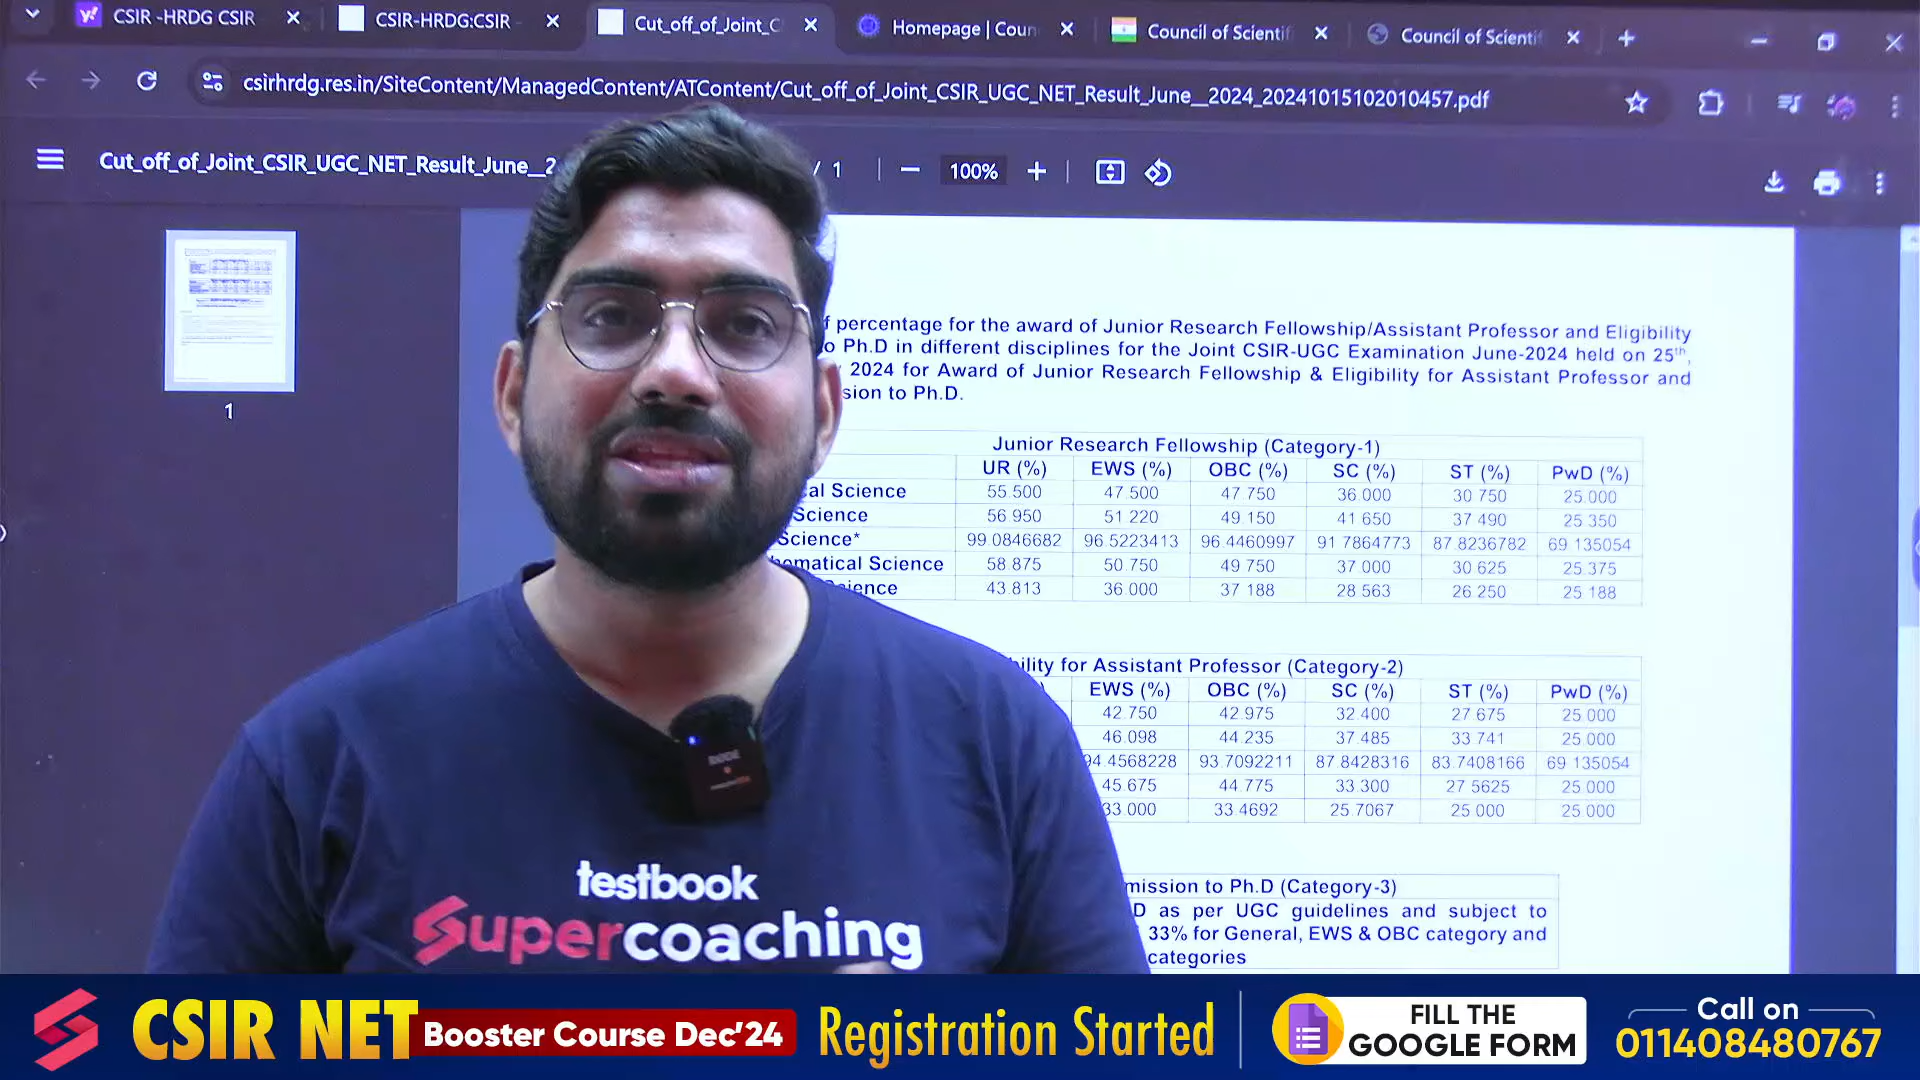 CSIR -HRDG CSIR
CSIR-HRDG:CSIR
Cut_off_of_Joint_C
Homepage | Coun
Council of Scientif
Council of Scientif
csirhrdg.res.in/SiteContent/ManagedContent/ATContent/Cut_off_of_Joint_CSIR_UGC_NET_Result_June__2024_20241015102010457.pdf
Cut_off_of_Joint_CSIR_UGC_NET_Result_June__2
/ 1
100%
1
f percentage for the award of Junior Research Fellowship/Assistant Professor and Eligibility
o Ph.D in different disciplines for the Joint CSIR-UGC Examination June-2024 held on 25th,
2024 for Award of Junior Research Fellowship & Eligibility for Assistant Professor and
sion to Ph.D.
Junior Research Fellowship (Category-1)
UR (%) EWS (%) OBC (%) SC (%) ST (%) PwD (%)
cal Science 55.500 47.500 47.750 36.000 30.750 25.000
Science 56.950 51.220 49.150 41.650 37.490 25.350
Science* 99.0846682 96.5223413 96.4460997 91.7864773 87.8236782 69.135054
hematical Science 58.875 50.750 49.750 37.000 30.625 25.375
cience 43.813 36.000 37.188 28.563 26.250 25.188
bility for Assistant Professor (Category-2)
) EWS (%) OBC (%) SC (%) ST (%) PwD (%)
42.750 42.975 32.400 27.675 25.000
46.098 44.235 37.485 33.741 25.000
94.4568228 93.7092211 87.8428316 83.7408166 69.135054
45.675 44.775 33.300 27.5625 25.000
33.000 33.4692 25.7067 25.000 25.000
mission to Ph.D (Category-3)
D as per UGC guidelines and subject to
33% for General, EWS & OBC category and
categories
testbook
Supercoaching
CSIR NET Booster Course Dec'24 Registration Started
FILL THE
GOOGLE FORM
Call on
011408480767